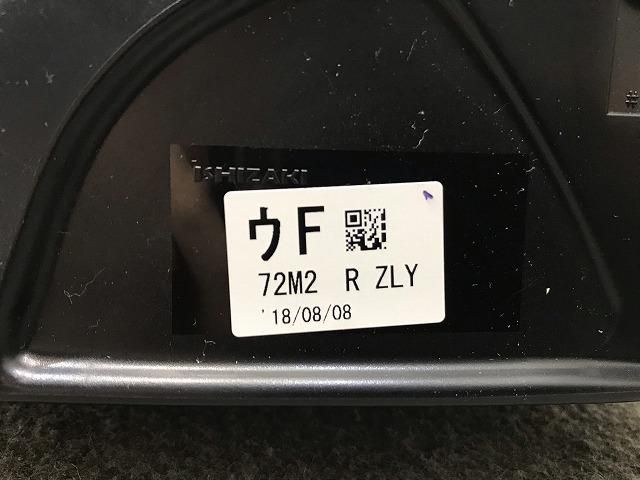 ISHIZAKI
ウF
72M2 R ZLY
'18/08/08
#